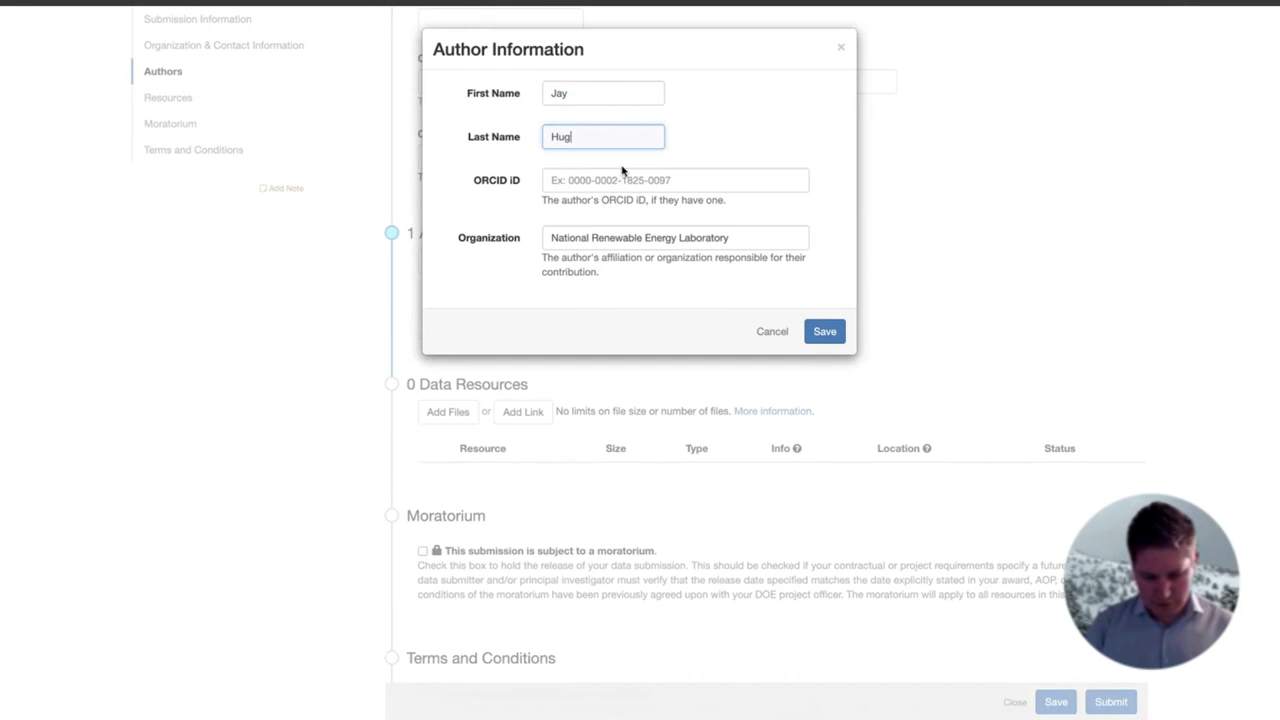 Submission Information
Organization & Contact Information
Authors
Resources
Moratorium
Terms and Conditions
Add Note
Author Information
×
First Name
Jay
Last Name
Hug
ORCID iD
Ex: 0000-0002-1825-0097
The author's ORCID iD, if they have one.
Organization
National Renewable Energy Laboratory
The author's affiliation or organization responsible for their
contribution.
Cancel
Save
1
0 Data Resources
Add Files or Add Link No limits on file size or number of files. More information.
Resource Size Type Info Location Status
Moratorium
This submission is subject to a moratorium.
Check this box to hold the release of your data submission. This should be checked if your contractual or project requirements specify a future
data submitter and/or principal investigator must verify that the release date specified matches the date explicitly stated in your award, AOP,
conditions of the moratorium have been previously agreed upon with your DOE project officer. The moratorium will apply to all resources in this
Terms and Conditions
Close Save Submit